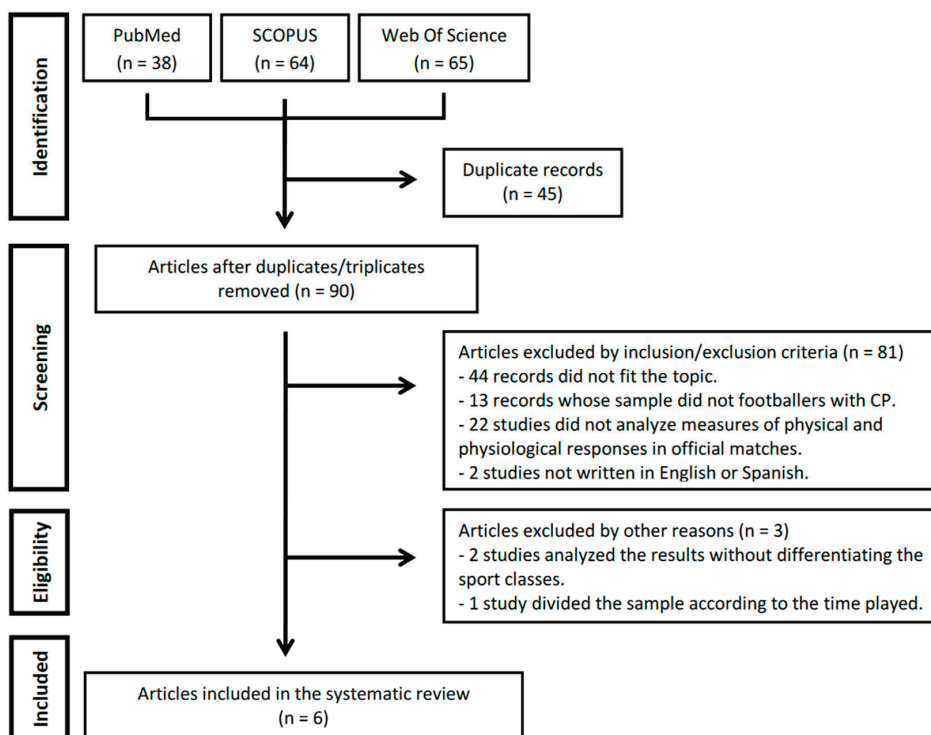 Identification
PubMed
(n = 38)
SCOPUS
(n = 64)
Web Of Science
(n = 65)
Duplicate records
(n = 45)
Screening
Articles after duplicates/triplicates
removed (n = 90)
Articles excluded by inclusion/exclusion criteria (n = 81)
- 44 records did not fit the topic.
- 13 records whose sample did not footballers with CP.
- 22 studies did not analyze measures of physical and
physiological responses in official matches.
- 2 studies not written in English or Spanish.
Eligibility
Articles excluded by other reasons (n = 3)
- 2 studies analyzed the results without differentiating the
sport classes.
- 1 study divided the sample according to the time played.
Included
Articles included in the systematic review
(n = 6)